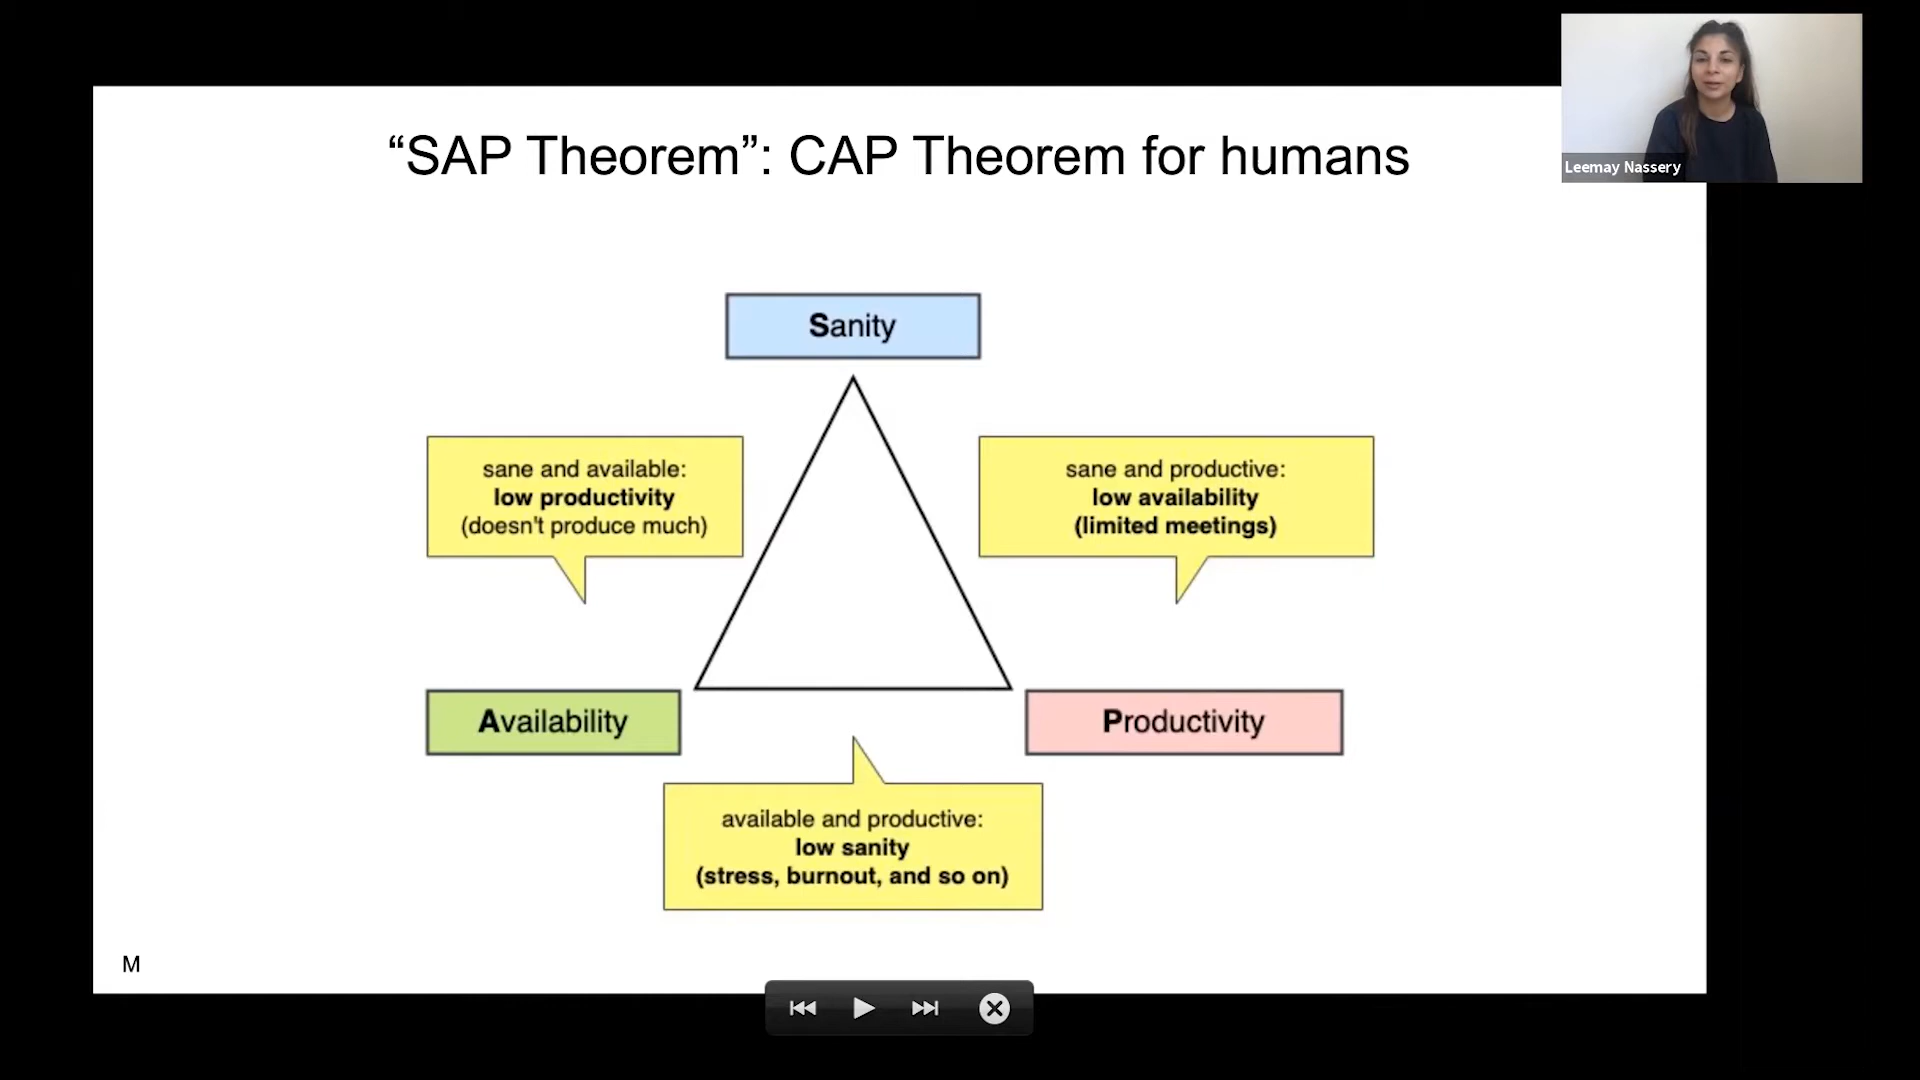 “SAP Theorem”: CAP Theorem for humans
Leemay Nassery
Sanity
sane and available:
low productivity
(doesn't produce much)
sane and productive:
low availability
(limited meetings)
Availability
Productivity
available and productive:
low sanity
(stress, burnout, and so on)
M